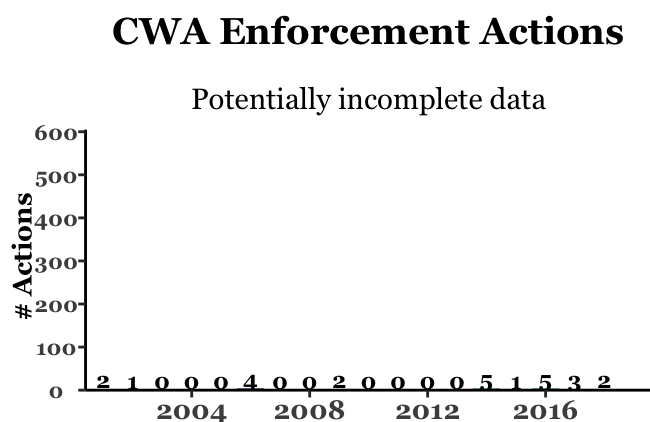 CWA Enforcement Actions
Potentially incomplete data
# Actions
600
500
400
300
200
100
0
2 1 0 0 0 4 0 0 2 0 0 0 0 5 1 5 3 2
2004 2008 2012 2016